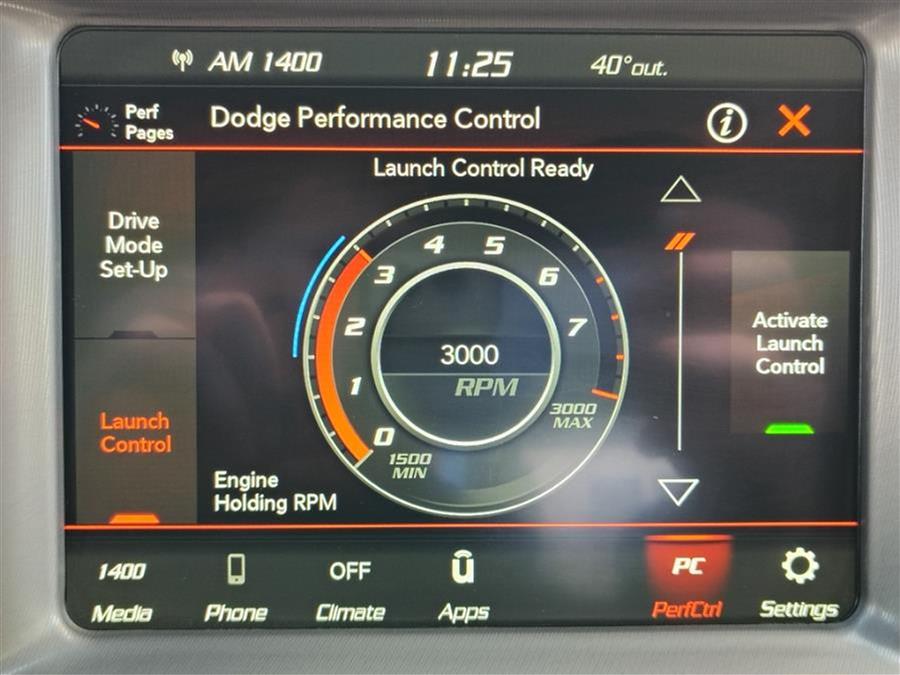 AM 1400 11:25 40°out.
Perf
Pages
Dodge Performance Control
i
Launch Control Ready
Drive
Mode
Set-Up
Launch
Control
0
1
2
3
4
5
6
7
3000
RPM
1500
MIN
3000
MAX
Engine
Holding RPM
Activate
Launch
Control
1400
Media
Phone
OFF
Climate
Apps
PC
PerfCtrl
Settings